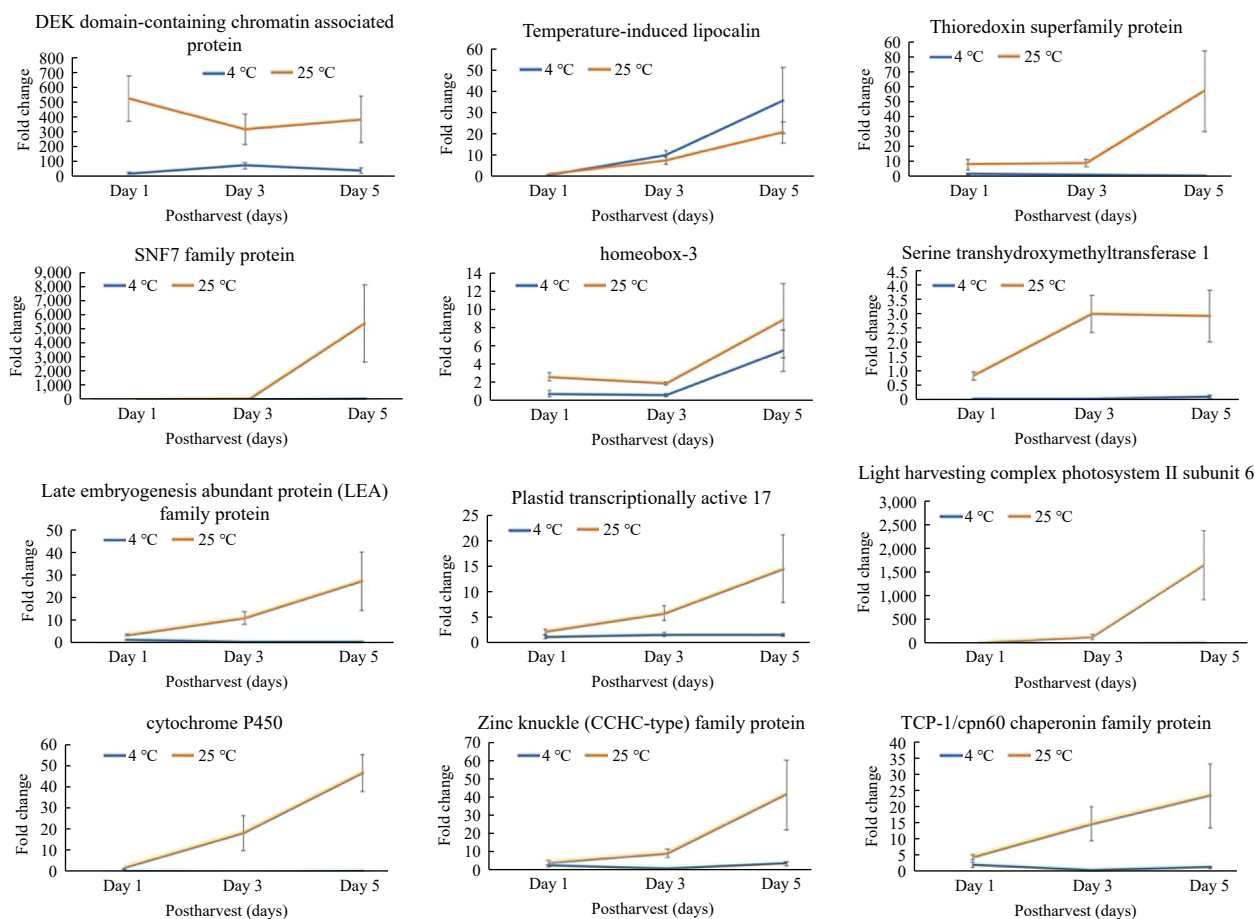 DEK domain-containing chromatin associated
protein
800
700
600
500
400
300
200
100
0
Fold change
4 ℃
25 ℃
Day 1
Day 3
Day 5
Postharvest (days)
Temperature-induced lipocalin
60
50
40
30
20
10
0
Fold change
4 ℃
25 ℃
Day 1
Day 3
Day 5
Postharvest (days)
Thioredoxin superfamily protein
60
80
60
50
40
30
20
10
0
Fold change
4 ℃
25 ℃
Day 1
Day 3
Day 5
Postharvest (days)
SNF7 family protein
9,000
8,000
7,000
6,000
5,000
4,000
3,000
2,000
1,000
0
Fold change
4 ℃
25 ℃
Day 1
Day 3
Day 5
Postharvest (days)
homeobox-3
14
12
10
8
6
4
2
0
Fold change
4 ℃
25 ℃
Day 1
Day 3
Day 5
Postharvest (days)
Serine transhydroxymethyltransferase 1
4.5
4.0
3.5
3.0
2.5
2.0
1.5
1.0
0.5
0
Fold change
4 ℃
25 ℃
Day 1
Day 3
Day 5
Postharvest (days)
Late embryogenesis abundant protein (LEA)
family protein
50
40
30
20
10
0
Fold change
4 ℃
25 ℃
Day 1
Day 3
Day 5
Postharvest (days)
Plastid transcriptionally active 17
25
20
15
10
5
0
Fold change
4 ℃
25 ℃
Day 1
Day 3
Day 5
Postharvest (days)
Light harvesting complex photosystem II subunit 6
3,000
2,500
2,000
1,500
1,000
500
0
Fold change
4 ℃
25 ℃
Day 1
Day 3
Day 5
Postharvest (days)
cytochrome P450
60
50
40
30
20
10
0
Fold change
4 ℃
25 ℃
Day 1
Day 3
Day 5
Postharvest (days)
Zinc knuckle (CCHC-type) family protein
70
60
50
40
30
20
10
0
Fold change
4 ℃
25 ℃
Day 1
Day 3
Day 5
Postharvest (days)
TCP-1/cpn60 chaperonin family protein
40
35
30
25
20
15
10
5
0
Fold change
4 ℃
25 ℃
Day 1
Day 3
Day 5
Postharvest (days)